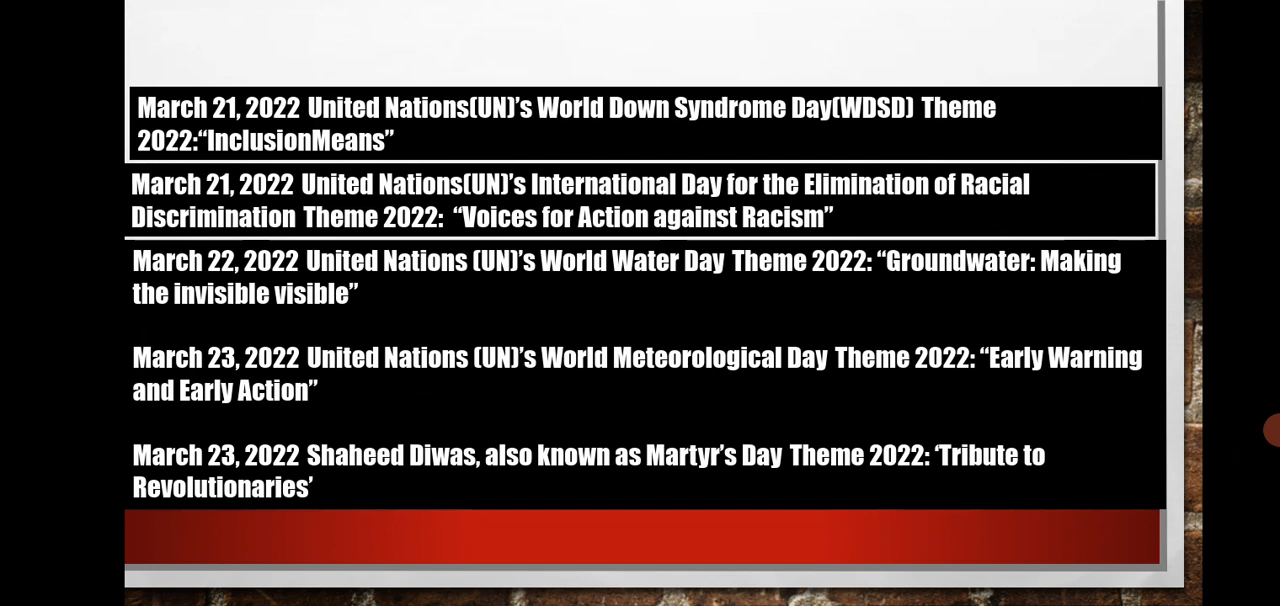 March 21, 2022 United Nations(UN)’s World Down Syndrome Day(WDSD) Theme
2022:“InclusionMeans”
March 21, 2022 United Nations(UN)’s International Day for the Elimination of Racial
Discrimination Theme 2022: “Voices for Action against Racism”
March 22, 2022 United Nations (UN)’s World Water Day Theme 2022: “Groundwater: Making
the invisible visible”
March 23, 2022 United Nations (UN)’s World Meteorological Day Theme 2022: “Early Warning
and Early Action”
March 23, 2022 Shaheed Diwas, also known as Martyr’s Day Theme 2022: ‘Tribute to
Revolutionaries’